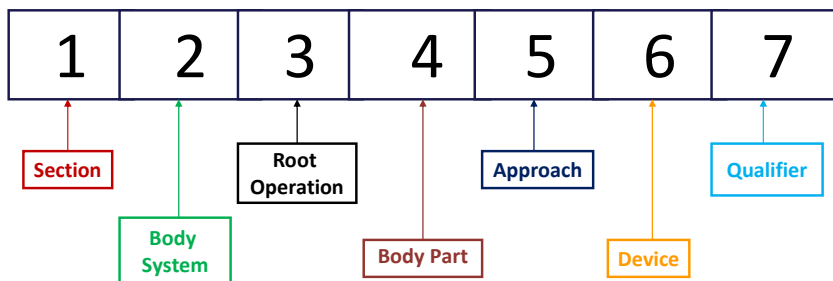 1 2 3 4 5 6 7
Section
Body
System
Root
Operation
Body Part
Approach
Device
Qualifier